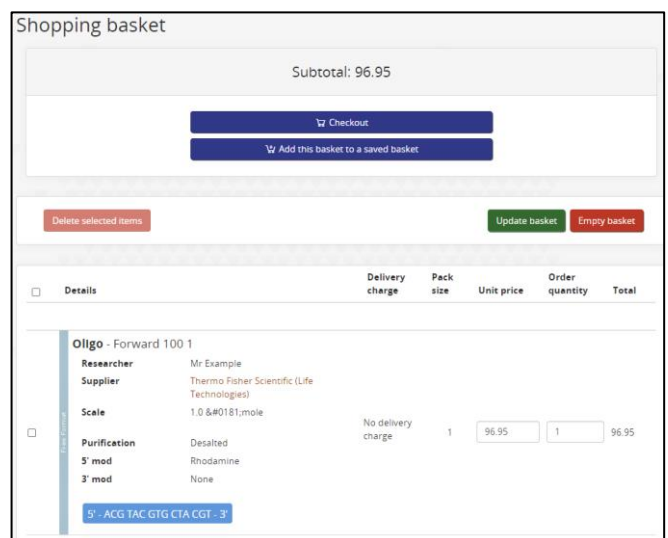 Shopping basket
Subtotal: 96.95
Checkout
Add this basket to a saved basket
Delete selected items
Update basket
Empty basket
Details
Delivery charge
Pack size
Unit price
Order quantity
Total
Free Format
Oligo - Forward 100 1
Researcher Mr Example
Supplier Thermo Fisher Scientific (Life
Technologies)
Scale 1.0 &#0181;mole
Purification Desalted
5' mod Rhodamine
3' mod None
5' - ACG TAC GTG CTA CGT - 3'
No delivery
charge
1
96.95
1
96.95